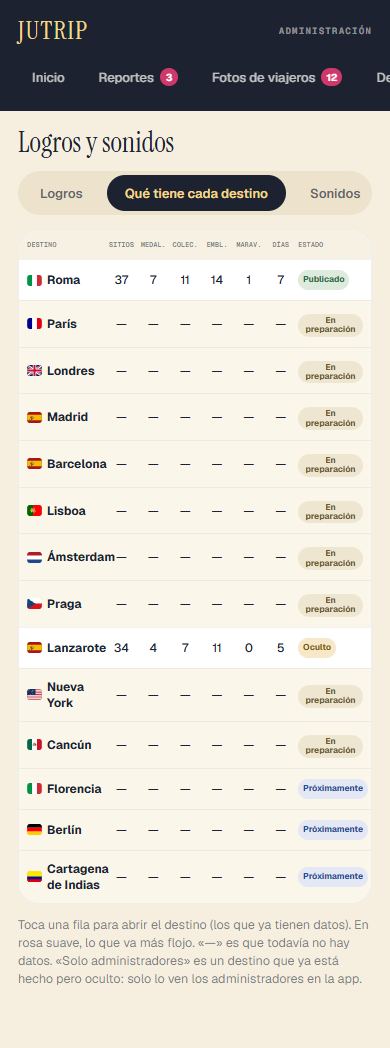 JUTRIP
ADMINISTRACIÓN
Inicio Reportes 3 Fotos de viajeros 12 De
Logros y sonidos
Logros Qué tiene cada destino Sonidos
DESTINO SITIOS MEDAL. COLEC. EMBL. MARAV. DÍAS ESTADO
Roma 37 7 11 14 1 7 Publicado
París — — — — — — En preparación
Londres — — — — — — En preparación
Madrid — — — — — — En preparación
Barcelona — — — — — — En preparación
Lisboa — — — — — — En preparación
Ámsterdam — — — — — — En preparación
Praga — — — — — — En preparación
Lanzarote 34 4 7 11 0 5 Oculto
Nueva York — — — — — — En preparación
Cancún — — — — — — En preparación
Florencia — — — — — — Próximamente
Berlín — — — — — — Próximamente
Cartagena de Indias — — — — — — Próximamente
Toca una fila para abrir el destino (los que ya tienen datos). En
rosa suave, lo que va más flojo. «—» es que todavía no hay
datos. «Solo administradores» es un destino que ya está
hecho pero oculto: solo lo ven los administradores en la app.